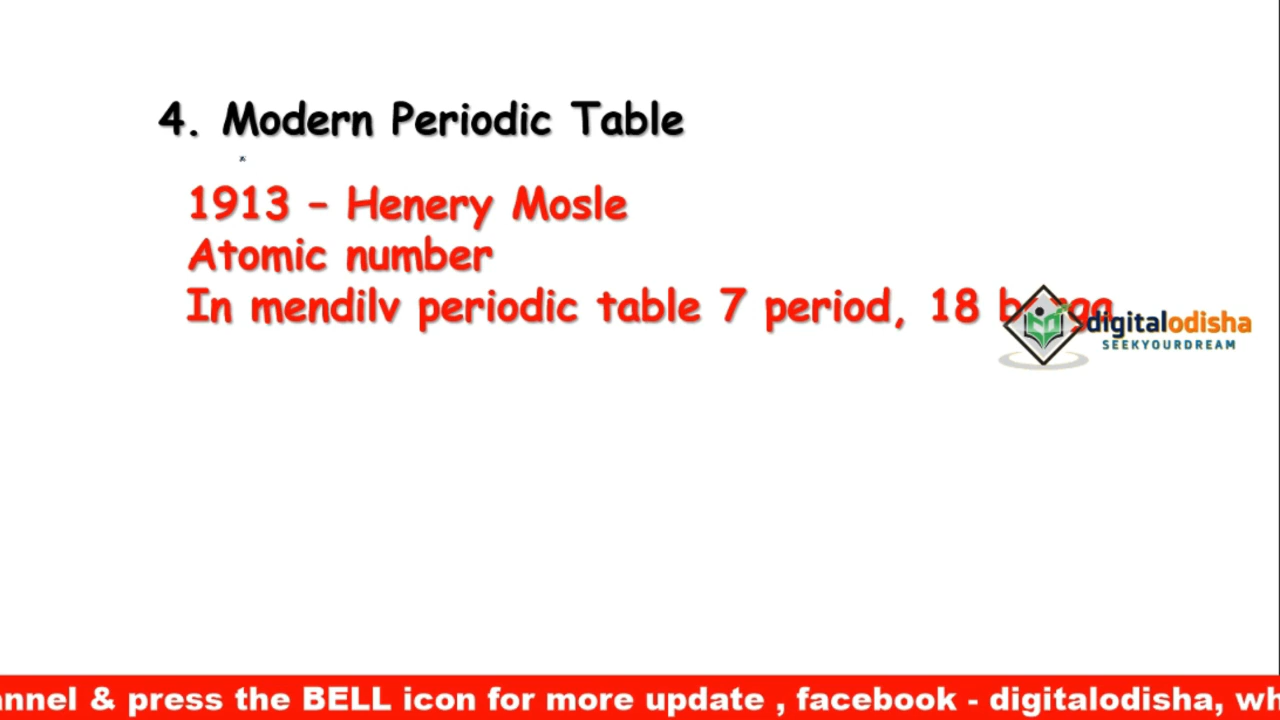 4. Modern Periodic Table
1913 – Henery Mosle
Atomic number
In mendilv periodic table 7 period, 18
digitalodisha
SEEKYOURDREAM
annel & press the BELL icon for more update , facebook - digitalodisha, wh